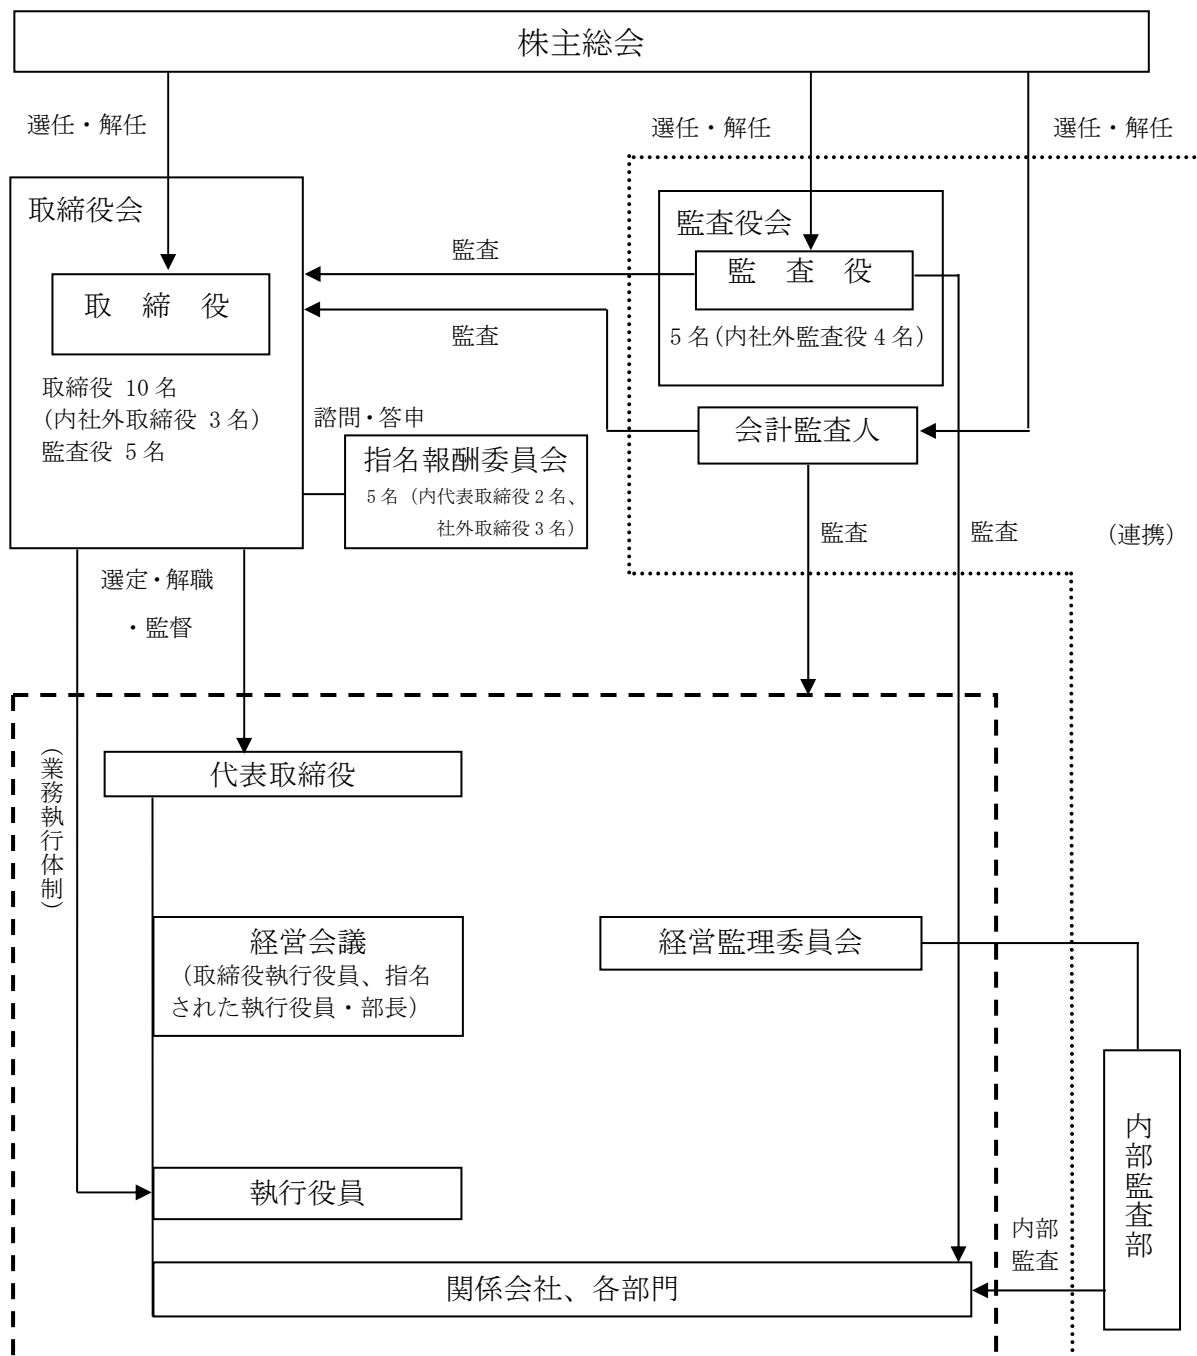 株主総会
選任・解任
選任・解任
選任・解任
取締役会
監査役会
監査
監　査　役
取　締　役
監査
5名(内社外監査役4名)
取締役 10名
(内社外取締役 3名)
監査役 5名
諮問・答申
会計監査人
指名報酬委員会
5名 (内代表取締役2名、
社外取締役3名)
監査
監査
(連携)
選定・解職
・監督
(業務執行体制)
代表取締役
経営会議
(取締役執行役員、指名
された執行役員・部長)
経営監理委員会
内部監査部
執行役員
内部
監査
関係会社、各部門